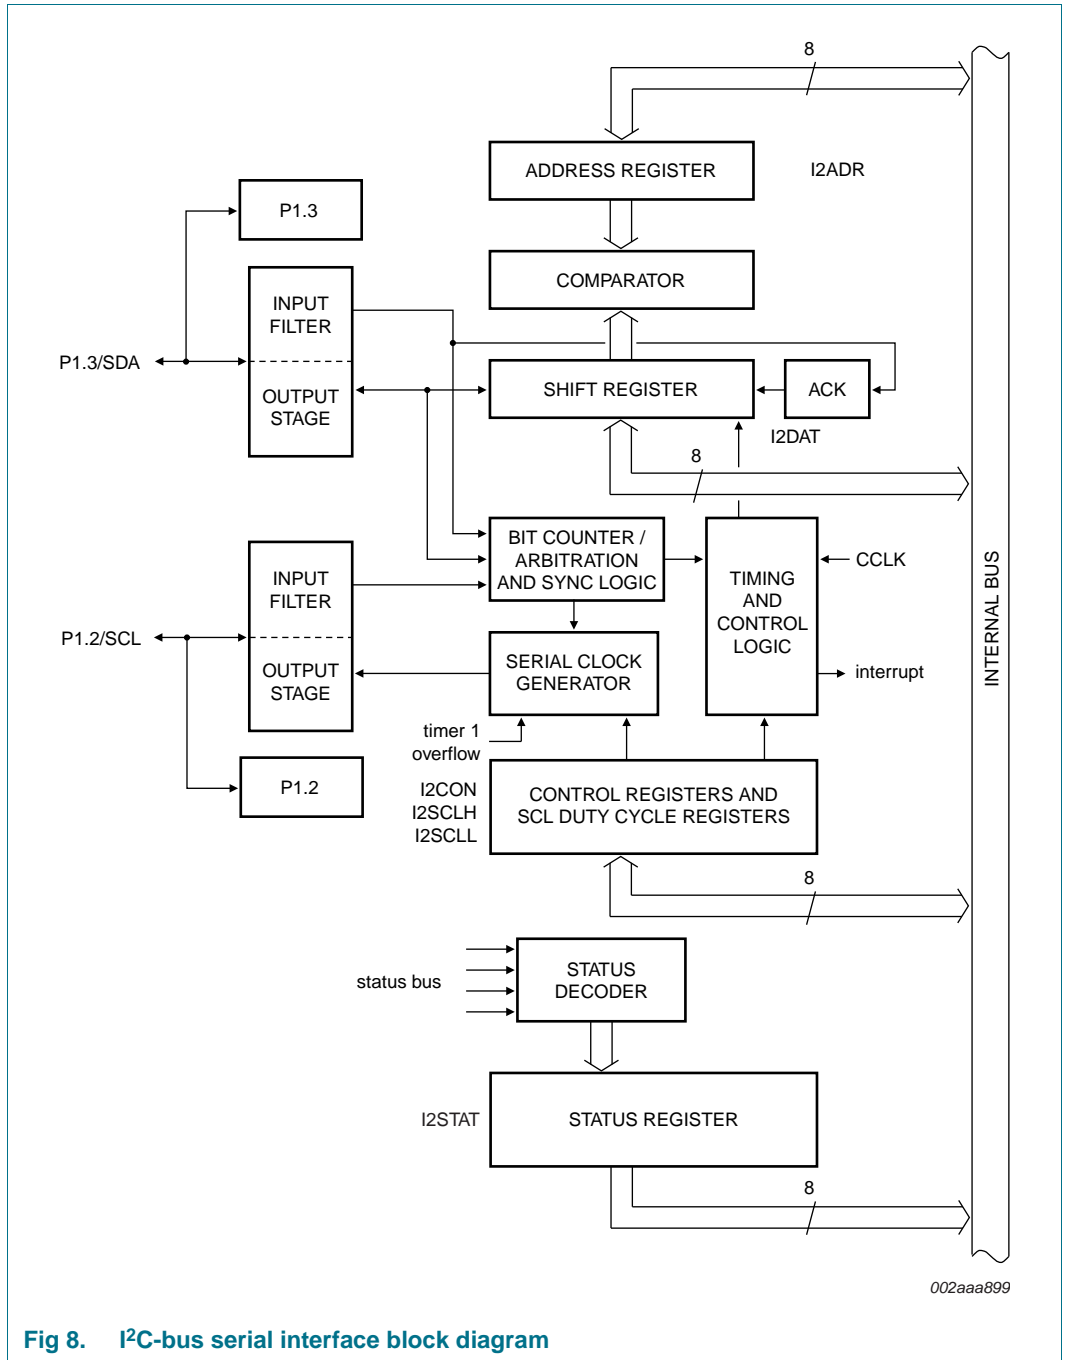 8
ADDRESS REGISTER
I2ADR
P1.3
COMPARATOR
INPUT
FILTER
P1.3/SDA
OUTPUT
STAGE
SHIFT REGISTER
ACK
I2DAT
8
BIT COUNTER /
ARBITRATION
AND SYNC LOGIC
INPUT
FILTER
TIMING
AND
CONTROL
LOGIC
CCLK
INTERNAL BUS
P1.2/SCL
OUTPUT
STAGE
SERIAL CLOCK
GENERATOR
interrupt
timer 1
overflow
P1.2
I2CON
I2SCLH
I2SCLL
CONTROL REGISTERS AND
SCL DUTY CYCLE REGISTERS
8
status bus
STATUS
DECODER
I2STAT
STATUS REGISTER
8
002aaa899
Fig 8. I²C-bus serial interface block diagram